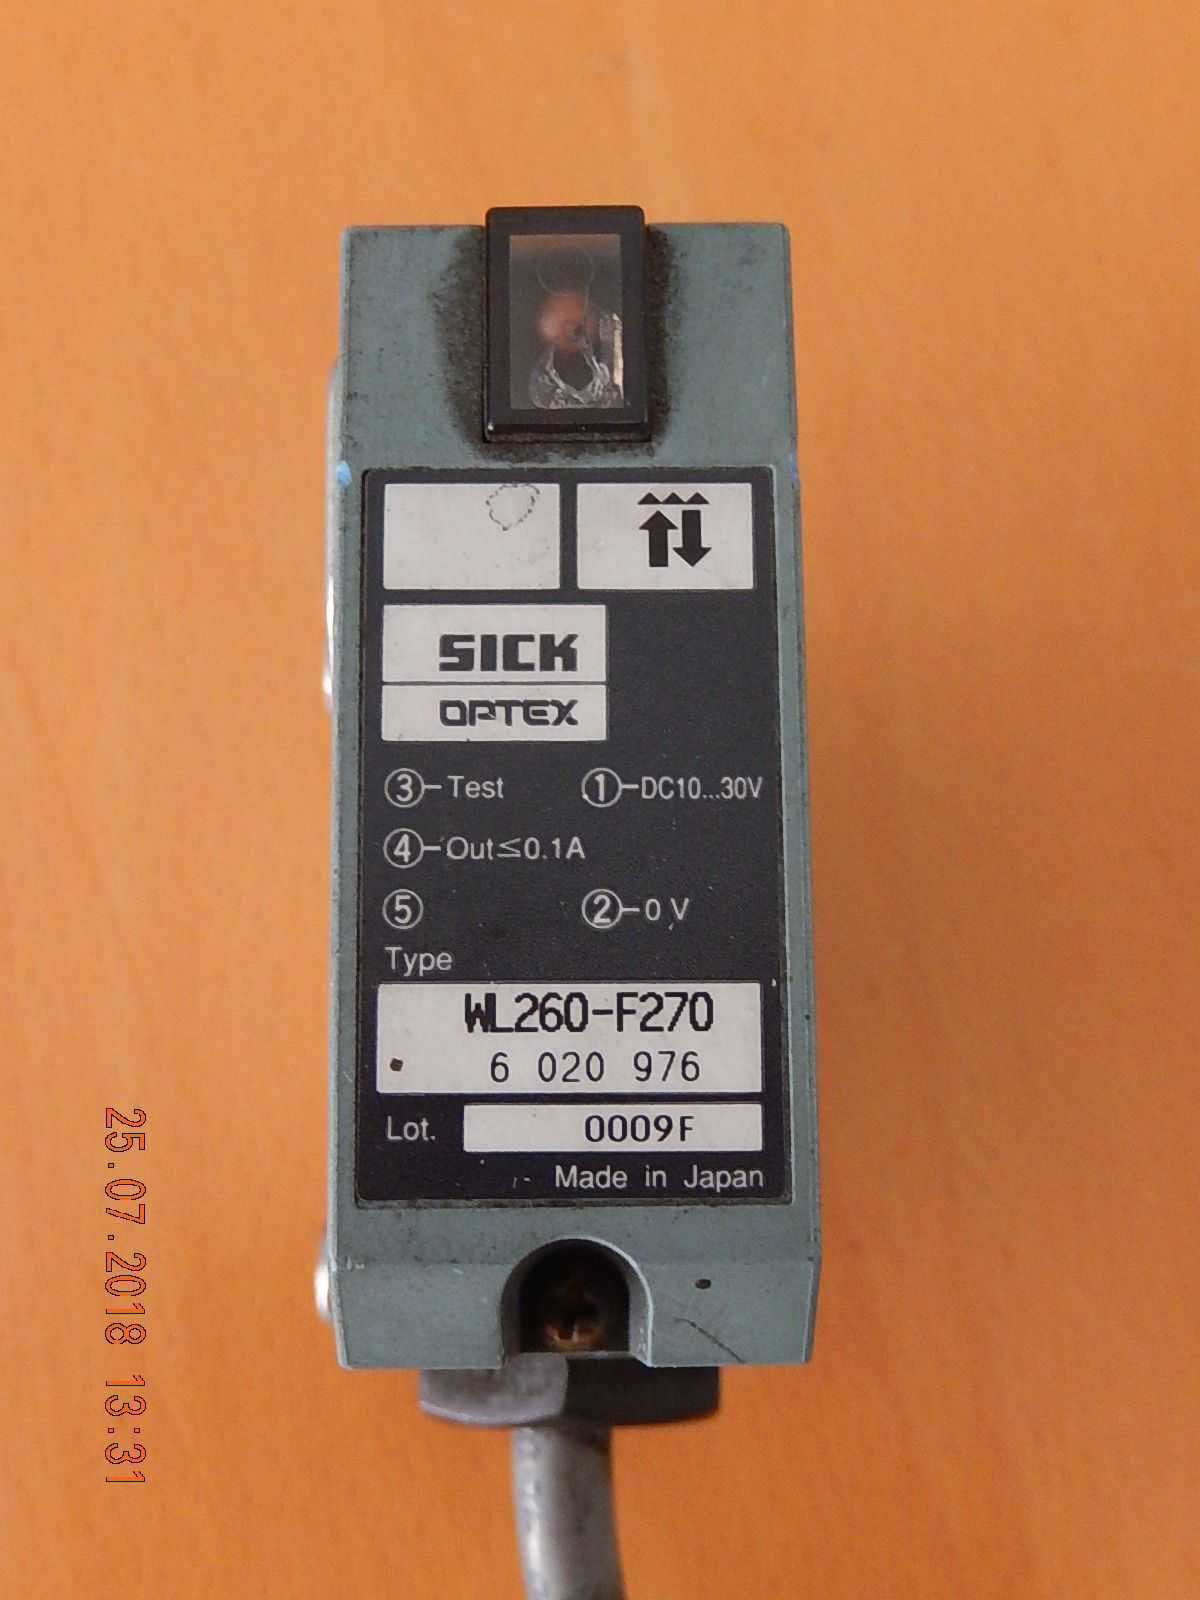 SICK
OPTEX
③-Test ①-DC10...30V
④-Out≤0.1A
⑤ ②-0 V
Type
WL260-F270
6 020 976
Lot. 0009F
Made in Japan
25.07.2018 13:31